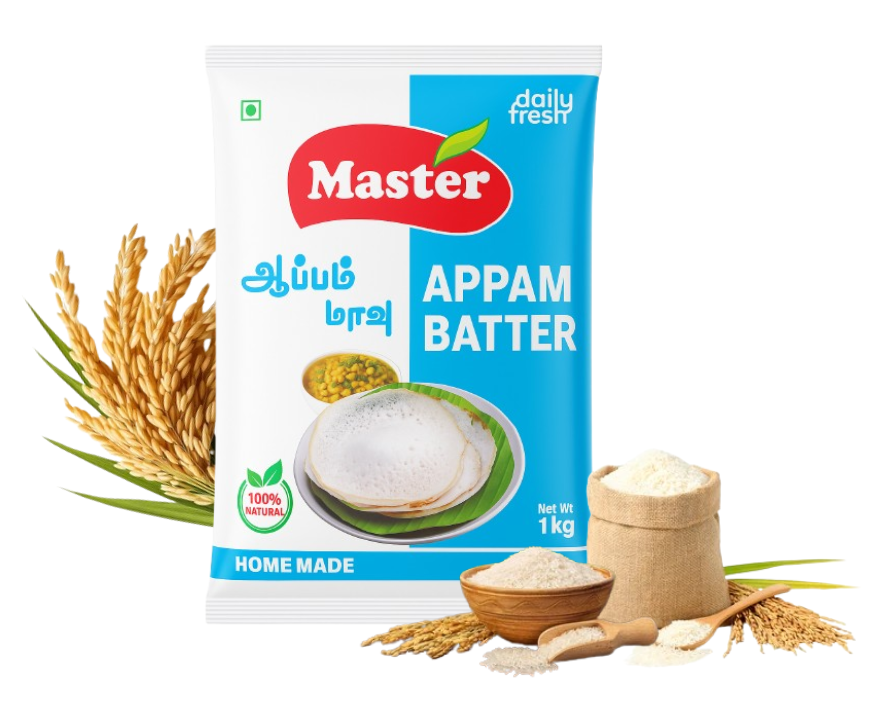 daily
fresh
Master
ஆப்பம்
மாவு
APPAM
BATTER
100%
NATURAL
Net Wt
1kg
HOME MADE